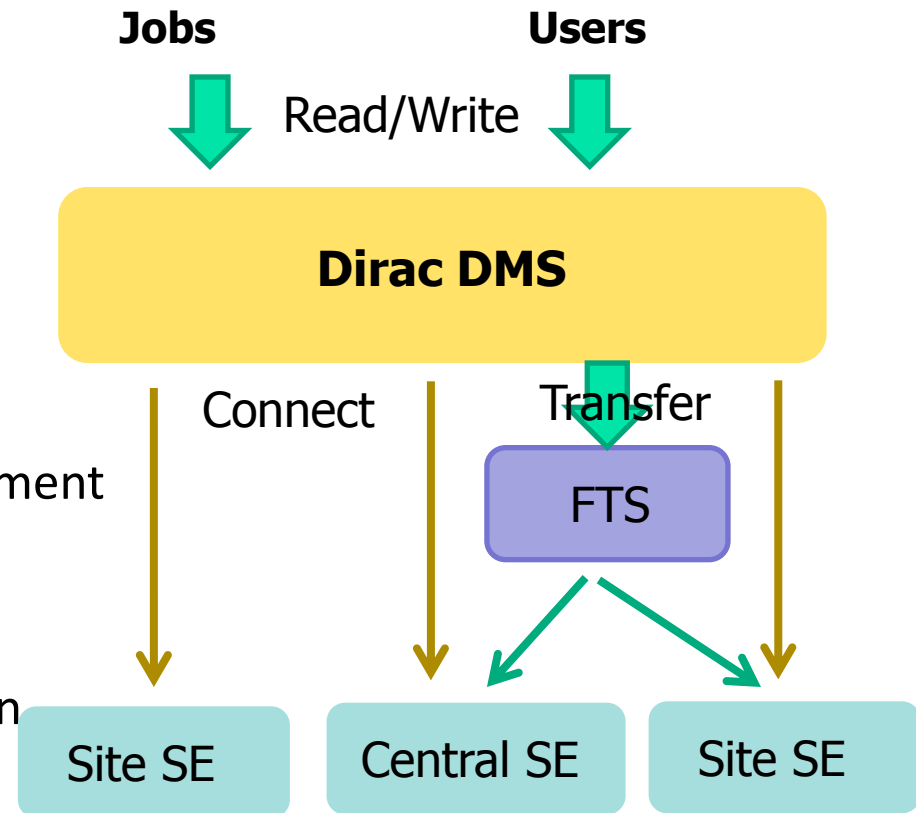 Jobs
Users
Read/Write
Dirac DMS
Connect
Transfer
ment
FTS
n
Site SE
Central SE
Site SE